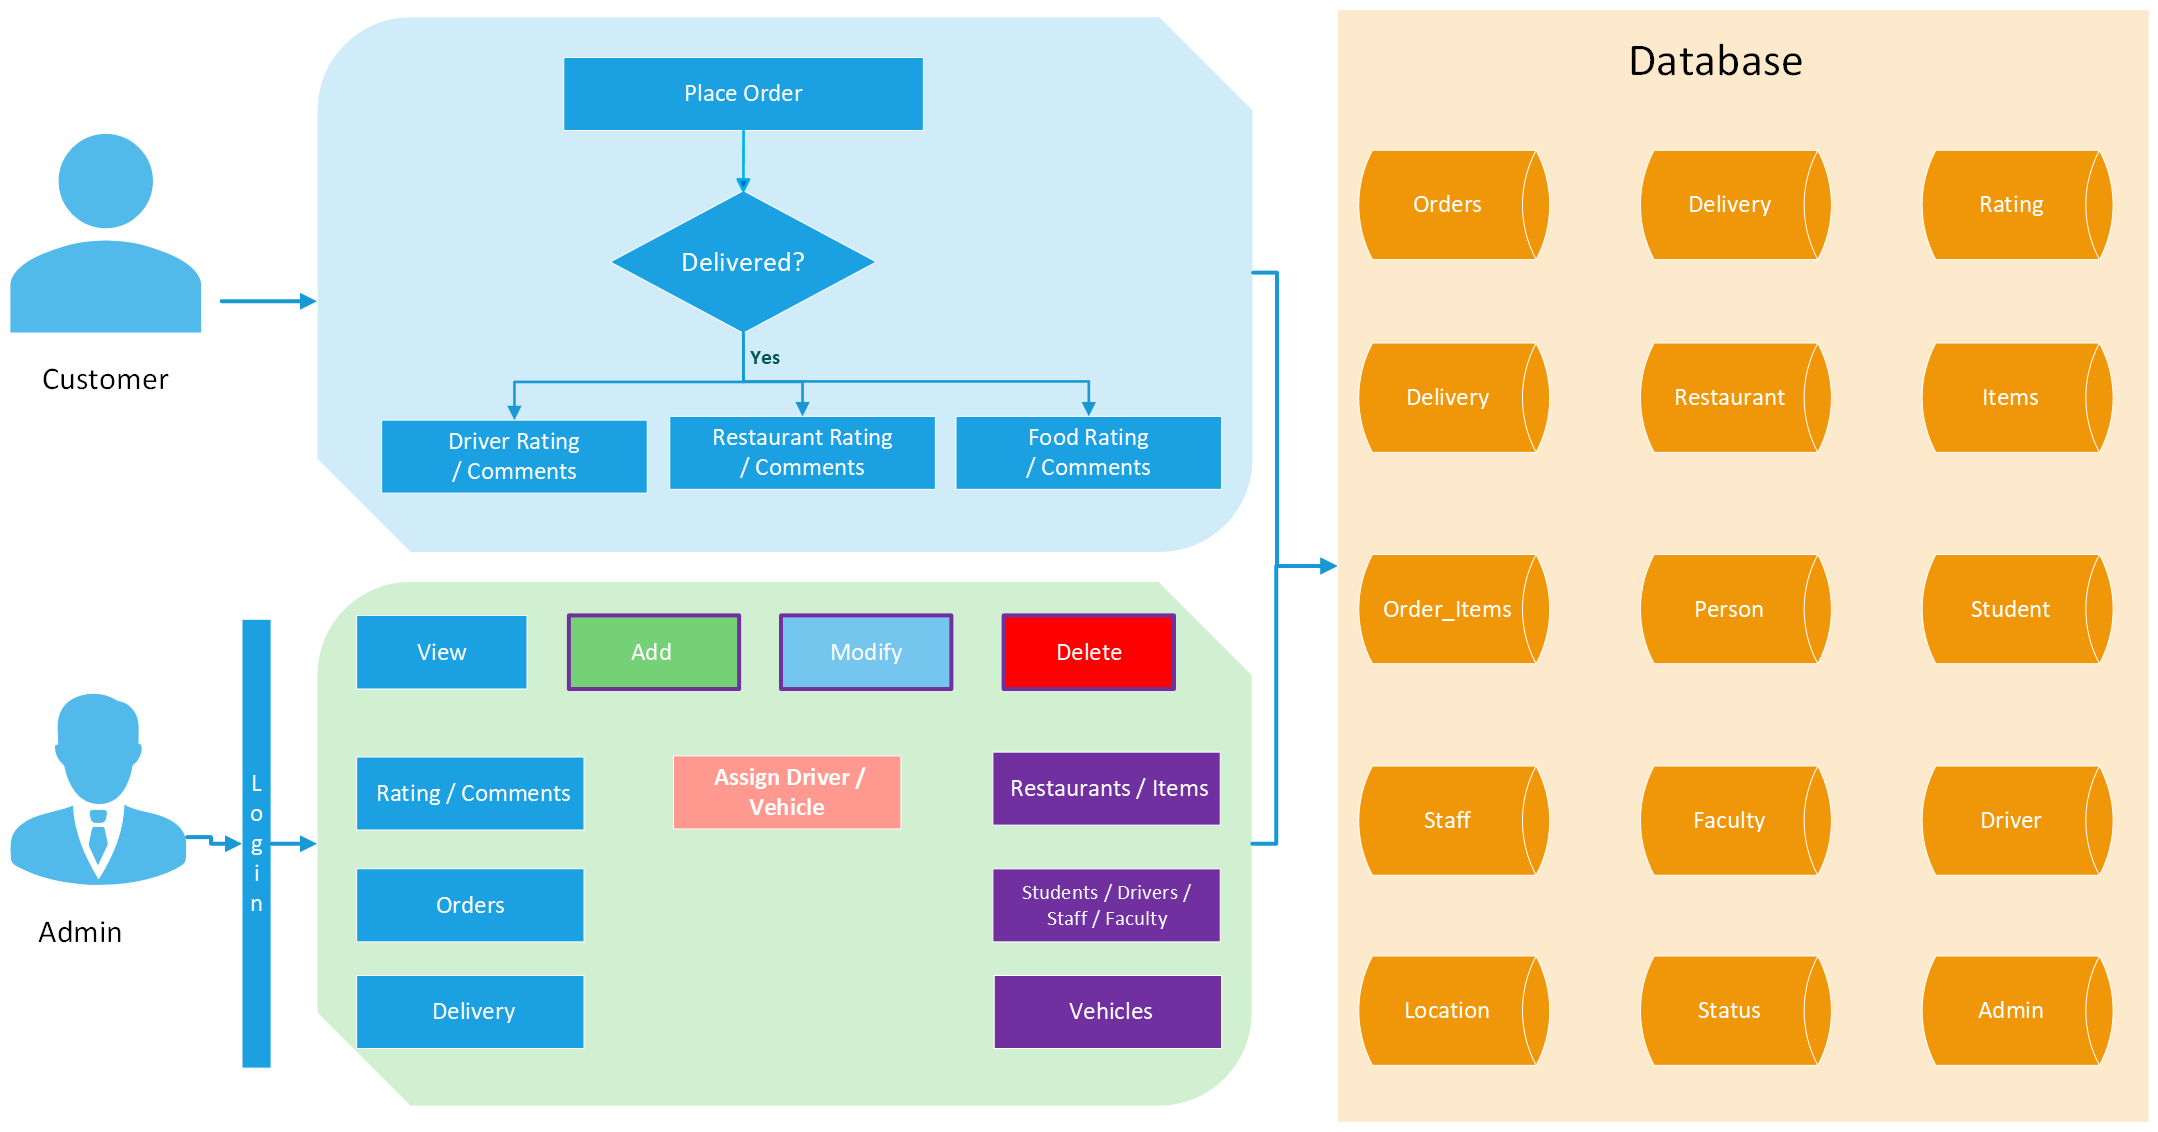 Place Order
Delivered?
Yes
Driver Rating
/ Comments
Restaurant Rating
/ Comments
Food Rating
/ Comments
Customer
View
Add
Modify
Delete
Rating / Comments
Assign Driver /
Vehicle
Restaurants / Items
Orders
Students / Drivers /
Staff / Faculty
Delivery
Vehicles
Login
Admin
Database
Orders
Delivery
Rating
Delivery
Restaurant
Items
Order_Items
Person
Student
Staff
Faculty
Driver
Location
Status
Admin